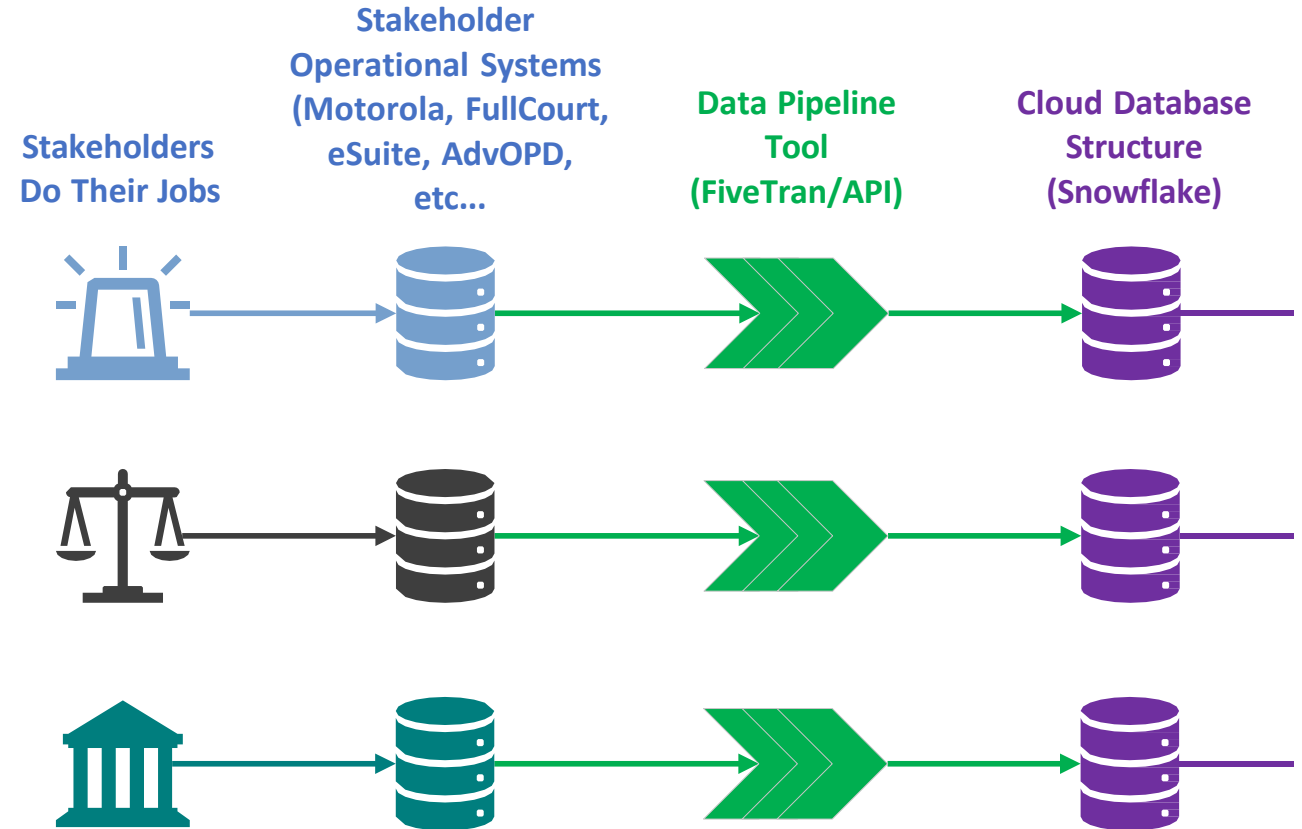 Stakeholders
Do Their Jobs
Stakeholder
Operational Systems
(Motorola, FullCourt,
eSuite, AdvOPD,
etc...
Data Pipeline
Tool
(FiveTran/API)
Cloud Database
Structure
(Snowflake)